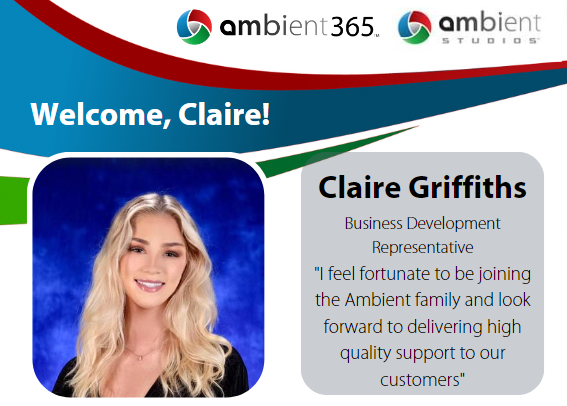 ambient365
ambient
STUDIOS
Welcome, Claire!
Claire Griffiths
Business Development
Representative
"I feel fortunate to be joining
the Ambient family and look
forward to delivering high
quality support to our
customers"